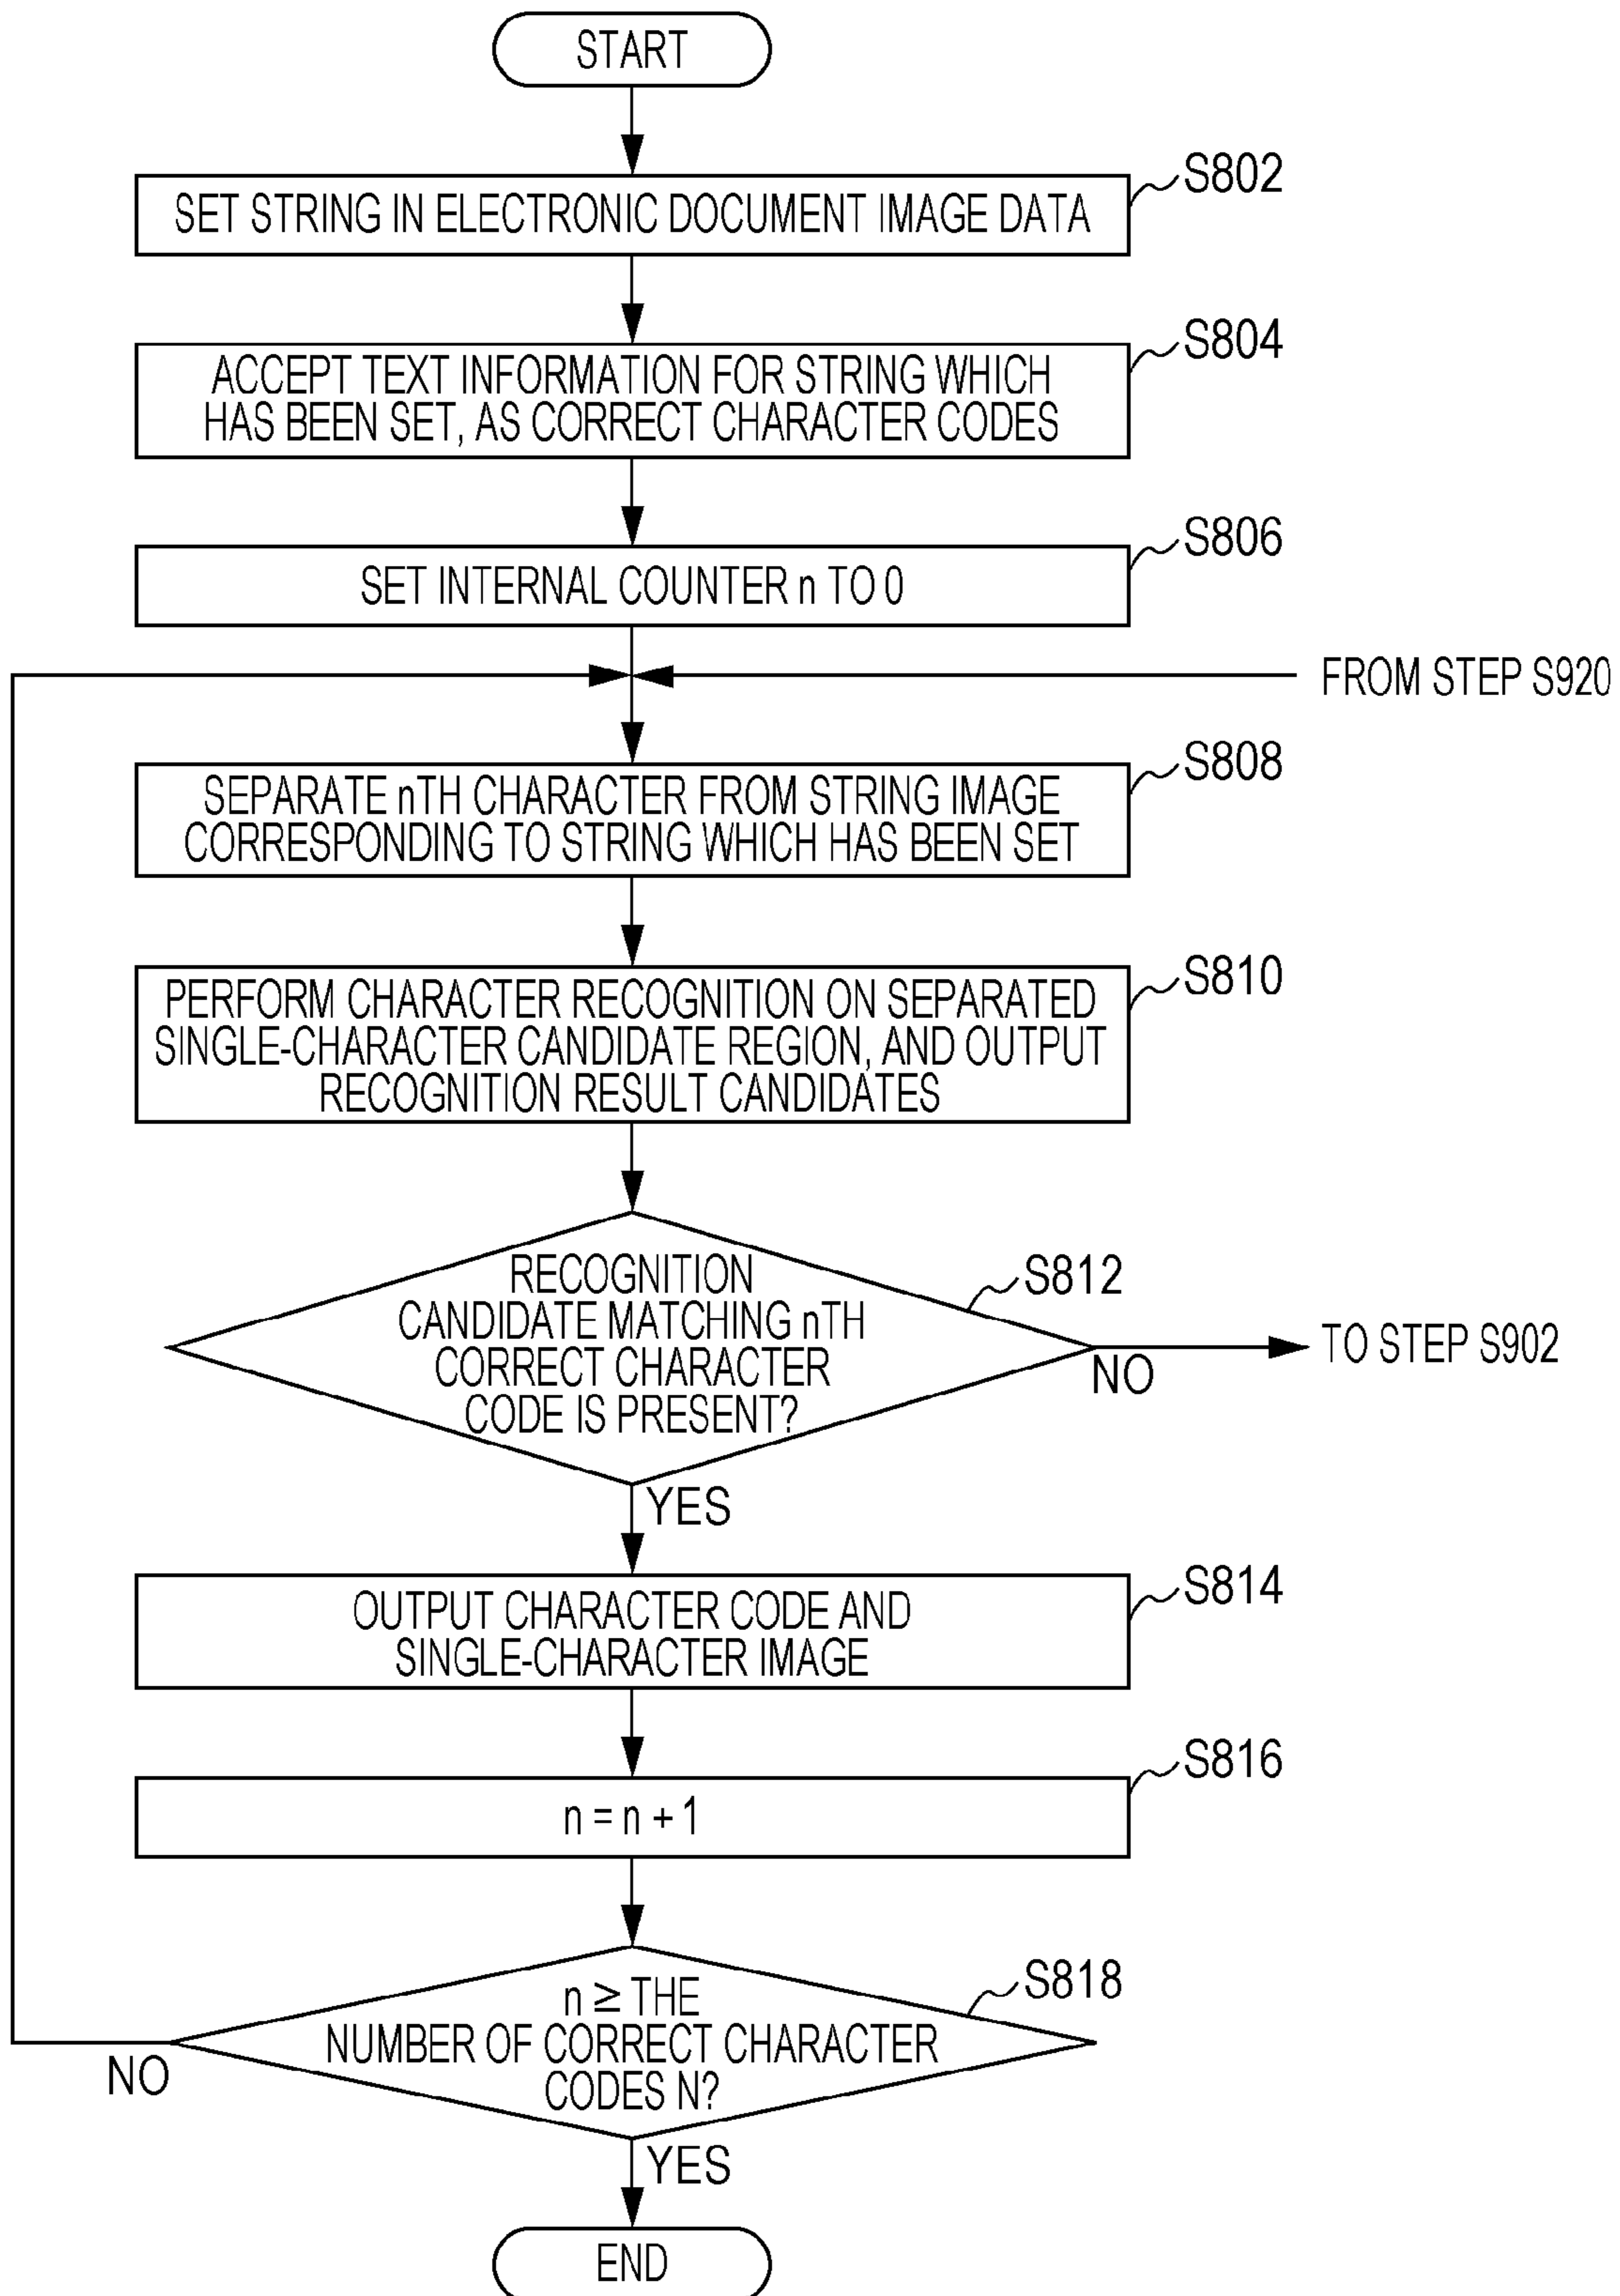 START
S802
SET STRING IN ELECTRONIC DOCUMENT IMAGE DATA
S804
ACCEPT TEXT INFORMATION FOR STRING WHICH
HAS BEEN SET, AS CORRECT CHARACTER CODES
S806
SET INTERNAL COUNTER n TO 0
FROM STEP S920
S808
SEPARATE nTH CHARACTER FROM STRING IMAGE
CORRESPONDING TO STRING WHICH HAS BEEN SET
S810
PERFORM CHARACTER RECOGNITION ON SEPARATED
SINGLE-CHARACTER CANDIDATE REGION, AND OUTPUT
RECOGNITION RESULT CANDIDATES
S812
RECOGNITION
CANDIDATE MATCHING nTH
CORRECT CHARACTER
CODE IS PRESENT?
NO
TO STEP S902
YES
S814
OUTPUT CHARACTER CODE AND
SINGLE-CHARACTER IMAGE
S816
n = n + 1
S818
n ≥ THE
NUMBER OF CORRECT CHARACTER
CODES N?
NO
YES
END